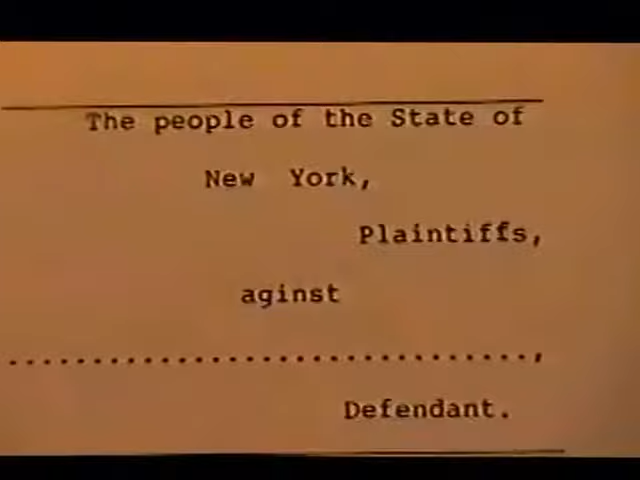 The people of the State of
New York,
Plaintiffs,
aginst
................................,
Defendant.